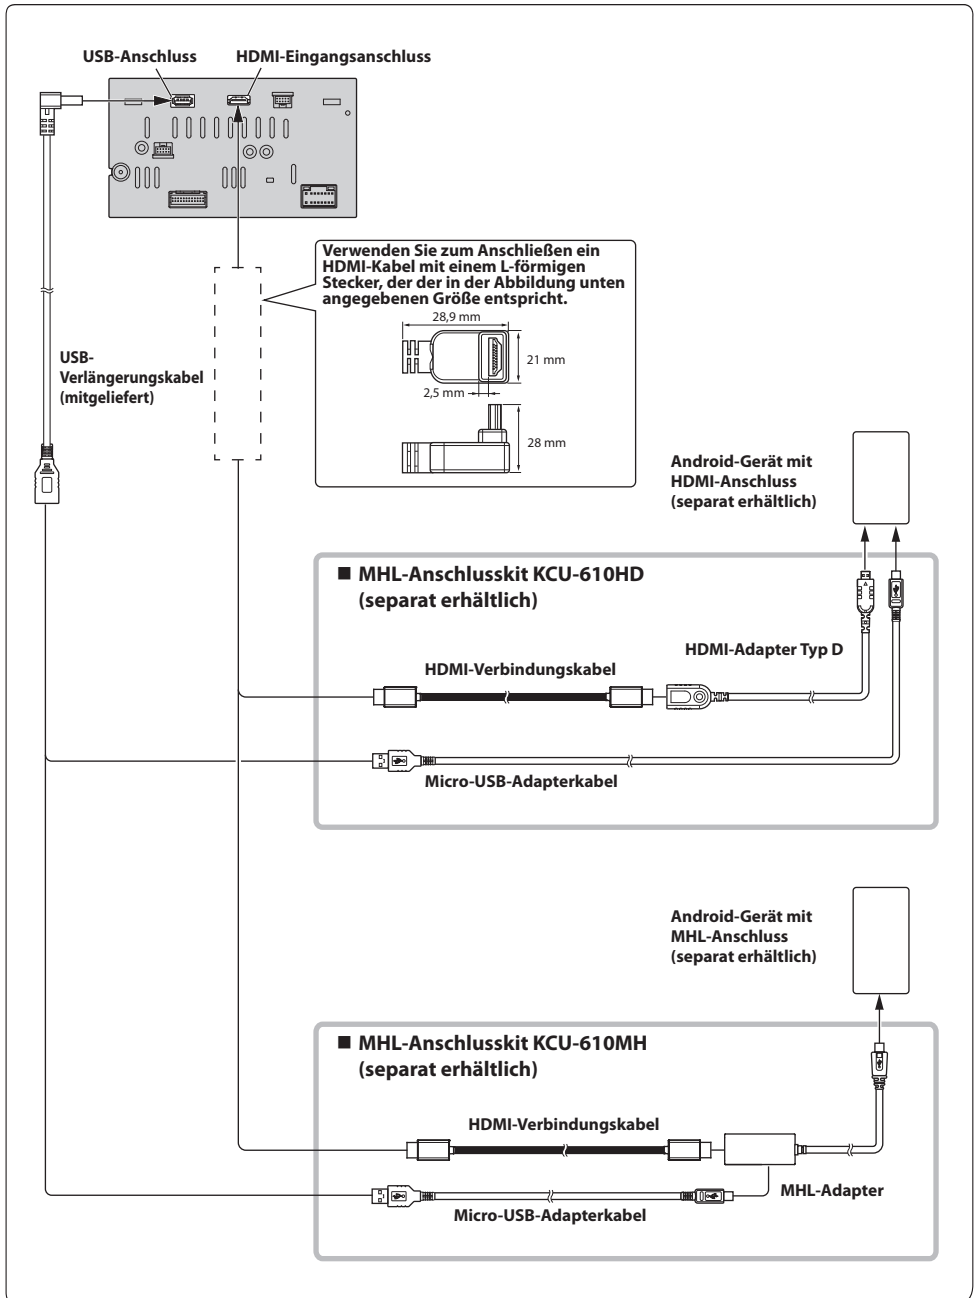 USB-Anschluss
HDMI-Eingangsanschluss
Verwenden Sie zum Anschließen ein
HDMI-Kabel mit einem L-förmigen
Stecker, der der in der Abbildung unten
angegebenen Größe entspricht.
28,9 mm
21 mm
2,5 mm
28 mm
USB-
Verlängerungskabel
(mitgeliefert)
Android-Gerät mit
HDMI-Anschluss
(separat erhältlich)
■ MHL-Anschlusskit KCU-610HD
(separat erhältlich)
HDMI-Adapter Typ D
HDMI-Verbindungskabel
Micro-USB-Adapterkabel
Android-Gerät mit
MHL-Anschluss
(separat erhältlich)
■ MHL-Anschlusskit KCU-610MH
(separat erhältlich)
HDMI-Verbindungskabel
MHL-Adapter
Micro-USB-Adapterkabel